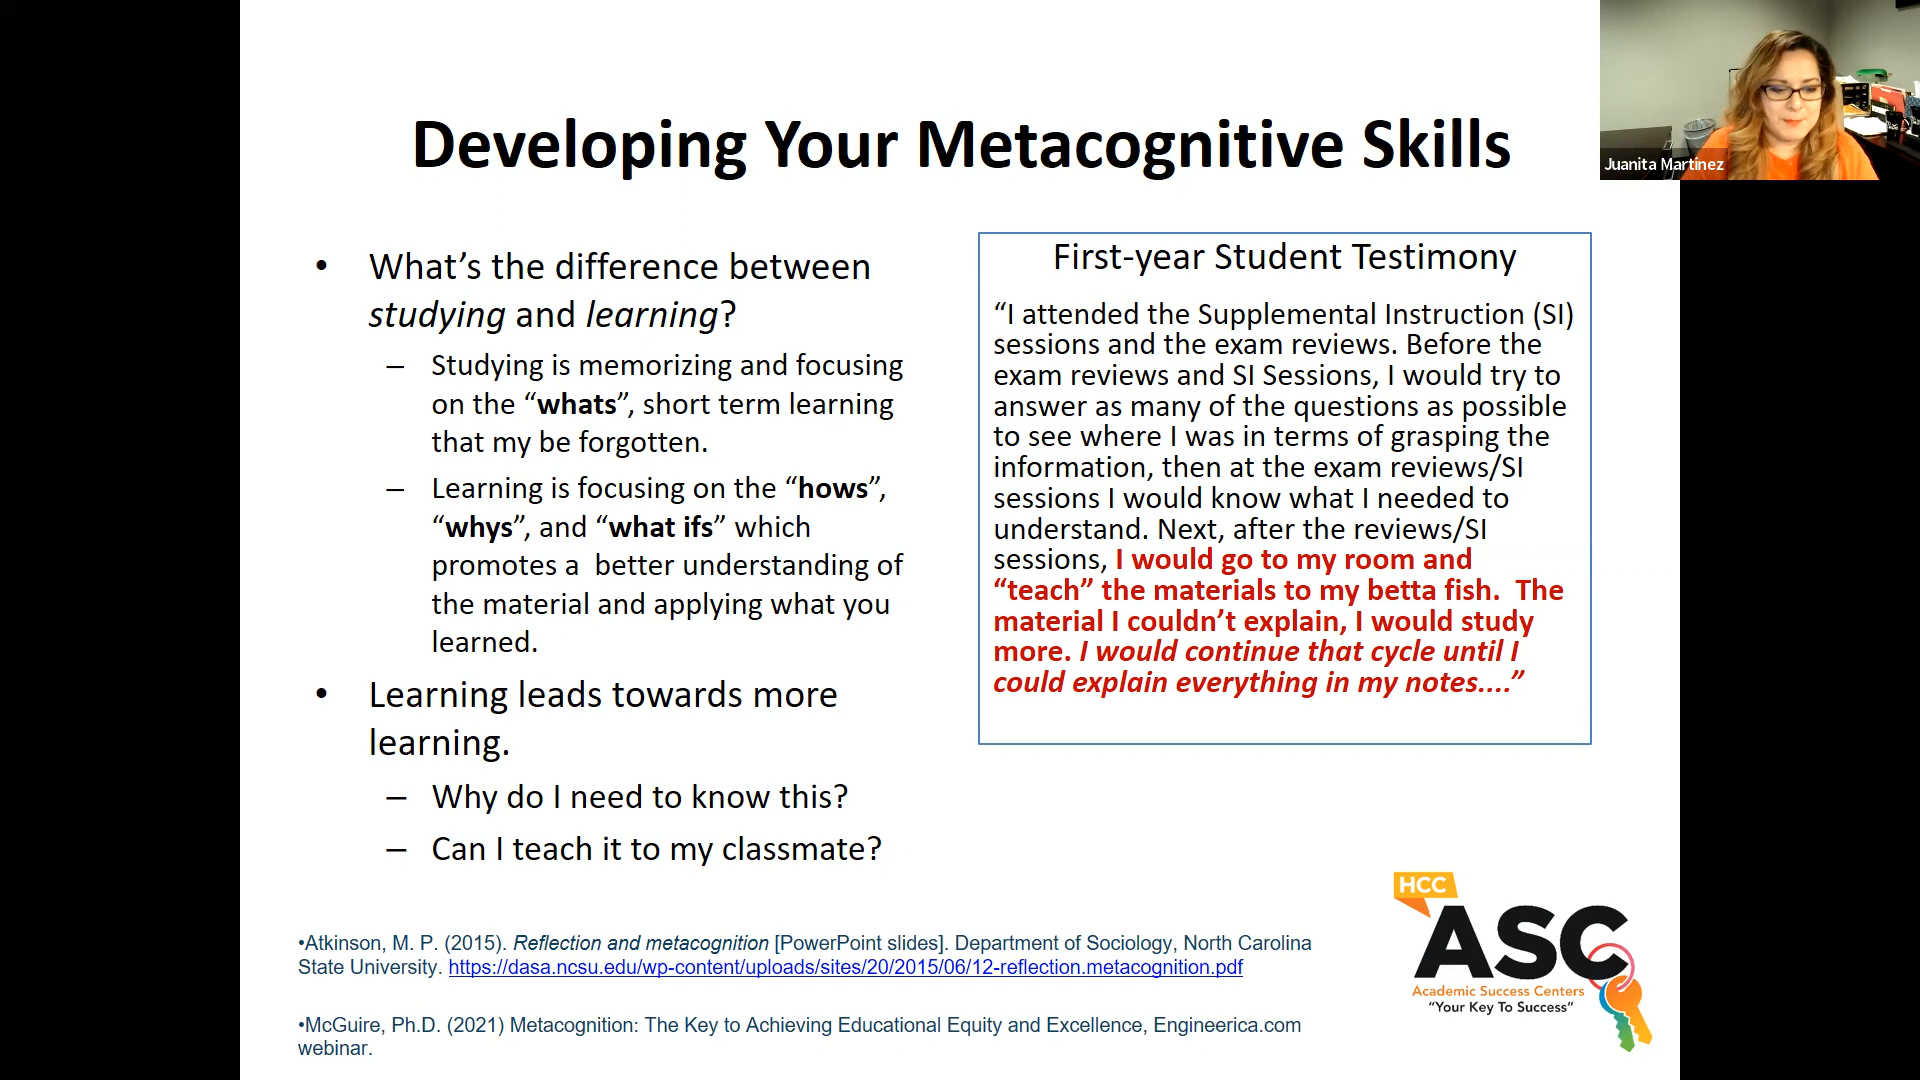 Developing Your Metacognitive Skills
Juanita Martinez
• What’s the difference between
studying and learning?
– Studying is memorizing and focusing
on the “whats”, short term learning
that my be forgotten.
– Learning is focusing on the “hows”,
“whys”, and “what ifs” which
promotes a  better understanding of
the material and applying what you
learned.
• Learning leads towards more
learning.
– Why do I need to know this?
– Can I teach it to my classmate?
First-year Student Testimony
“I attended the Supplemental Instruction (SI)
sessions and the exam reviews. Before the
exam reviews and SI Sessions, I would try to
answer as many of the questions as possible
to see where I was in terms of grasping the
information, then at the exam reviews/SI
sessions I would know what I needed to
understand. Next, after the reviews/SI
sessions, I would go to my room and
“teach” the materials to my betta fish.  The
material I couldn’t explain, I would study
more. I would continue that cycle until I
could explain everything in my notes....”
•Atkinson, M. P. (2015). Reflection and metacognition [PowerPoint slides]. Department of Sociology, North Carolina
State University. https://dasa.ncsu.edu/wp-content/uploads/sites/20/2015/06/12-reflection.metacognition.pdf
•McGuire, Ph.D. (2021) Metacognition: The Key to Achieving Educational Equity and Excellence, Engineerica.com
webinar.
HCC
ASC
Academic Success Centers
“Your Key To Success”